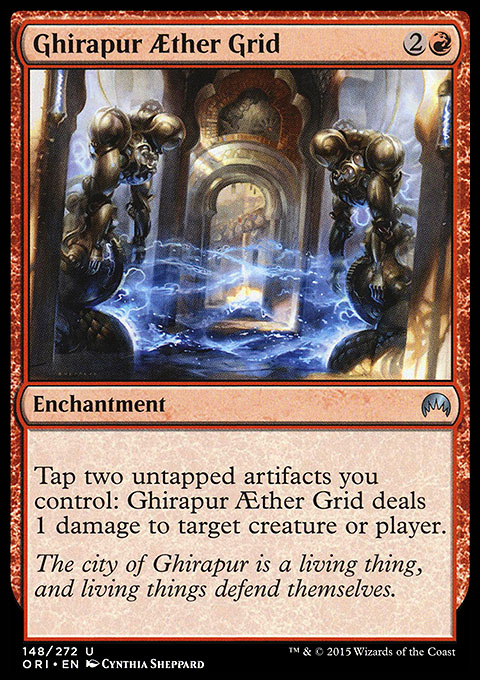 Ghirapur Æther Grid 2
Enchantment
Tap two untapped artifacts you
control: Ghirapur Æther Grid deals
1 damage to target creature or player.
The city of Ghirapur is a living thing,
and living things defend themselves.
148/272 U
ORI • EN Cynthia Sheppard
™ & © 2015 Wizards of the Coast